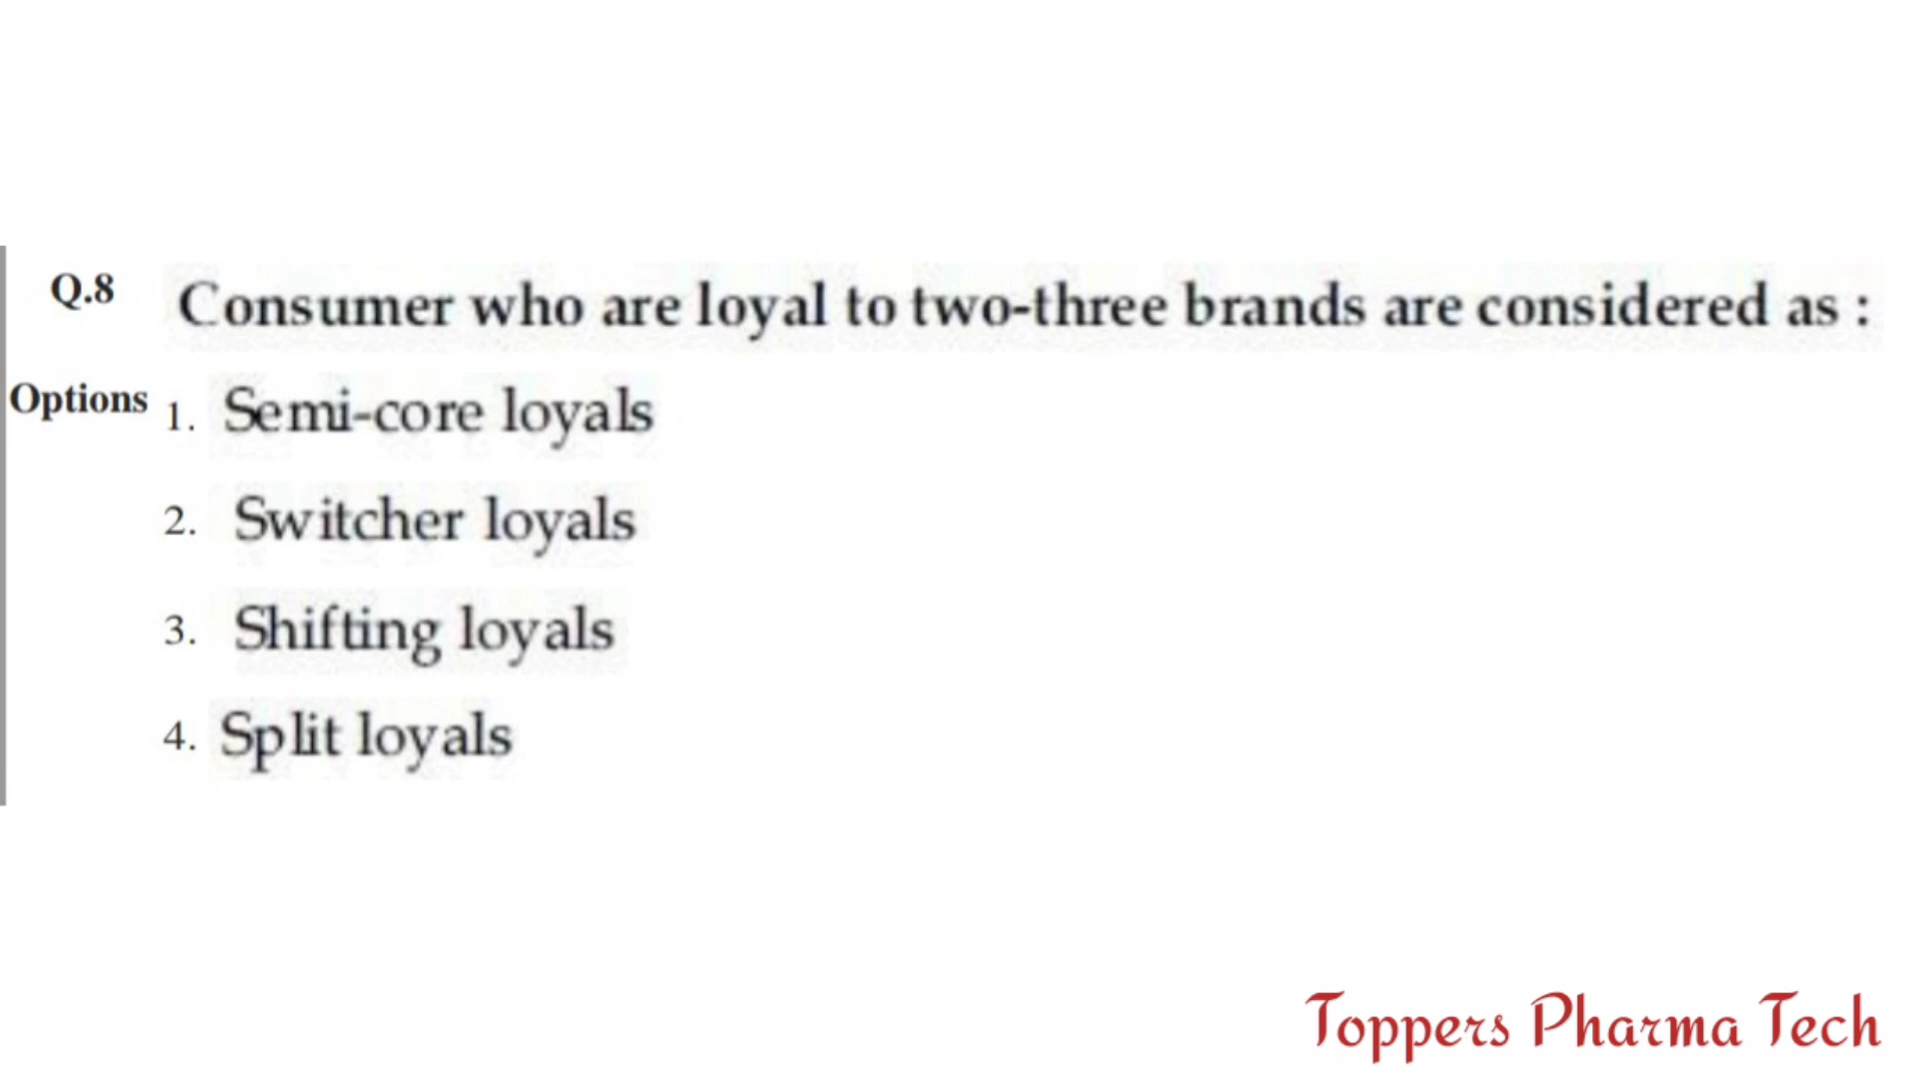 Q.8 Consumer who are loyal to two-three brands are considered as :
Options 1. Semi-core loyals
2. Switcher loyals
3. Shifting loyals
4. Split loyals
Toppers Pharma Tech